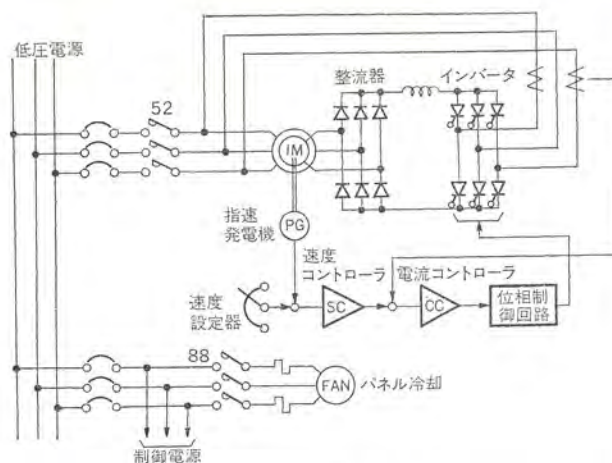 低圧電源
52
整流器
インバータ
IM
指速
発電機
PG
速度
コントローラ
電流コントローラ
速度
設定器
SC
CC
位相制
御回路
88
FAN
パネル冷却
制御電源